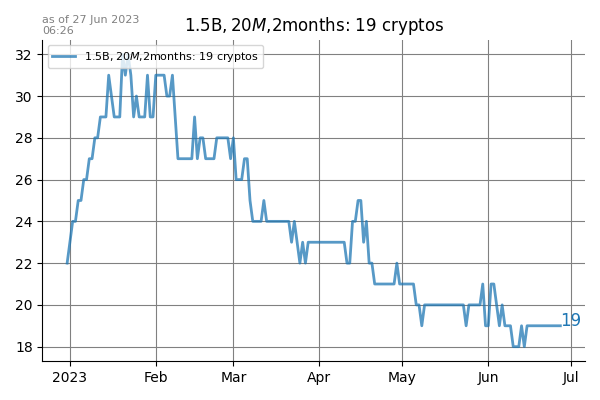 as of 27 Jun 2023
06:26
1.5B, 20M,2months: 19 cryptos
1.5B, 20M,2months: 19 cryptos
32
30
28
26
24
22
20
18
19
2023 Feb Mar Apr May Jun Jul